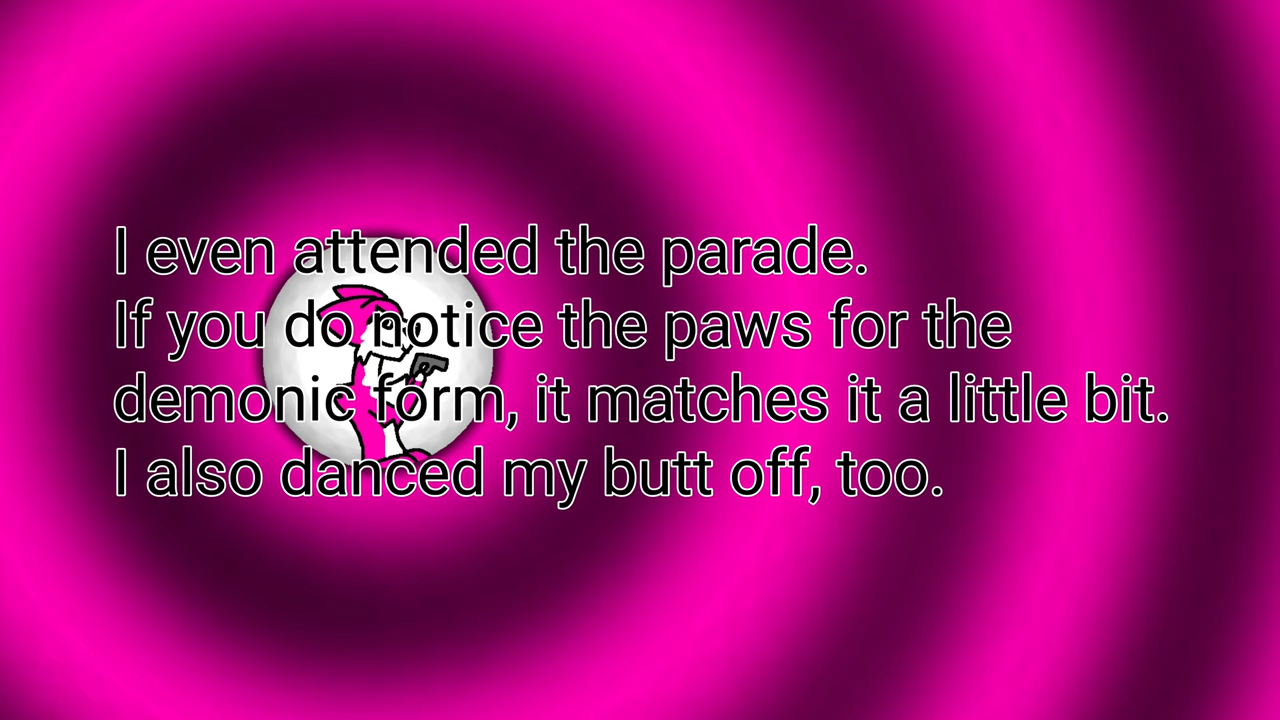 I even attended the parade.
If you do notice the paws for the
demonic form, it matches it a little bit.
I also danced my butt off, too.